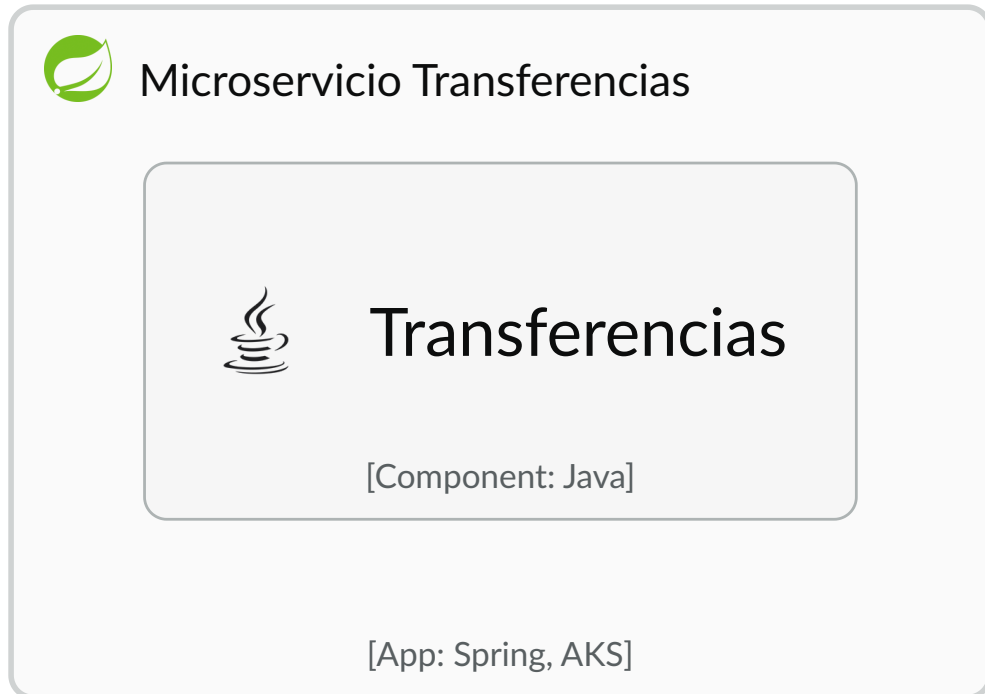 Microservicio Transferencias
Transferencias
[Component: Java]
[App: Spring, AKS]